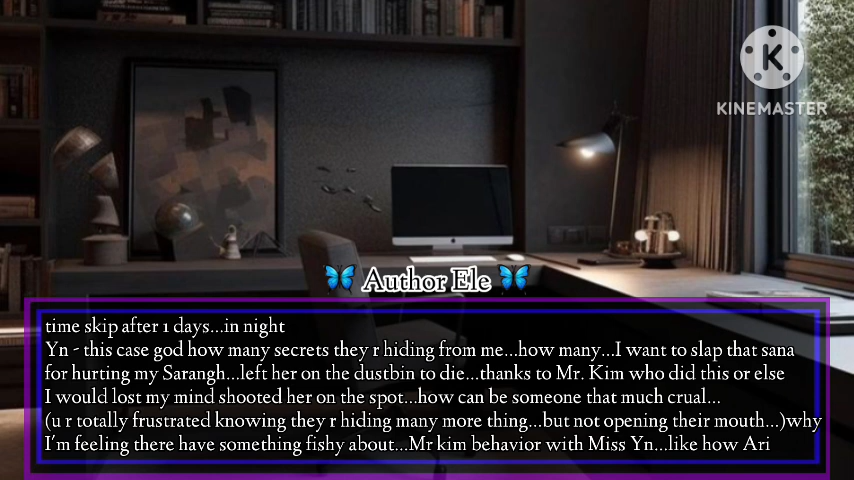 KINEMASTER
🦋 Author Ele 🦋
time skip after 1 days...in night
Yn - this case god how many secrets they r hiding from me...how many...I want to slap that sana
for hurting my Sarangh...left her on the dustbin to die...thanks to Mr. Kim who did this or else
I would lost my mind shooted her on the spot...how can be someone that much crual...
(u r totally frustrated knowing they r hiding many more thing...but not opening their mouth...)why
I'm feeling there have something fishy about...Mr kim behavior with Miss Yn...like how Ari